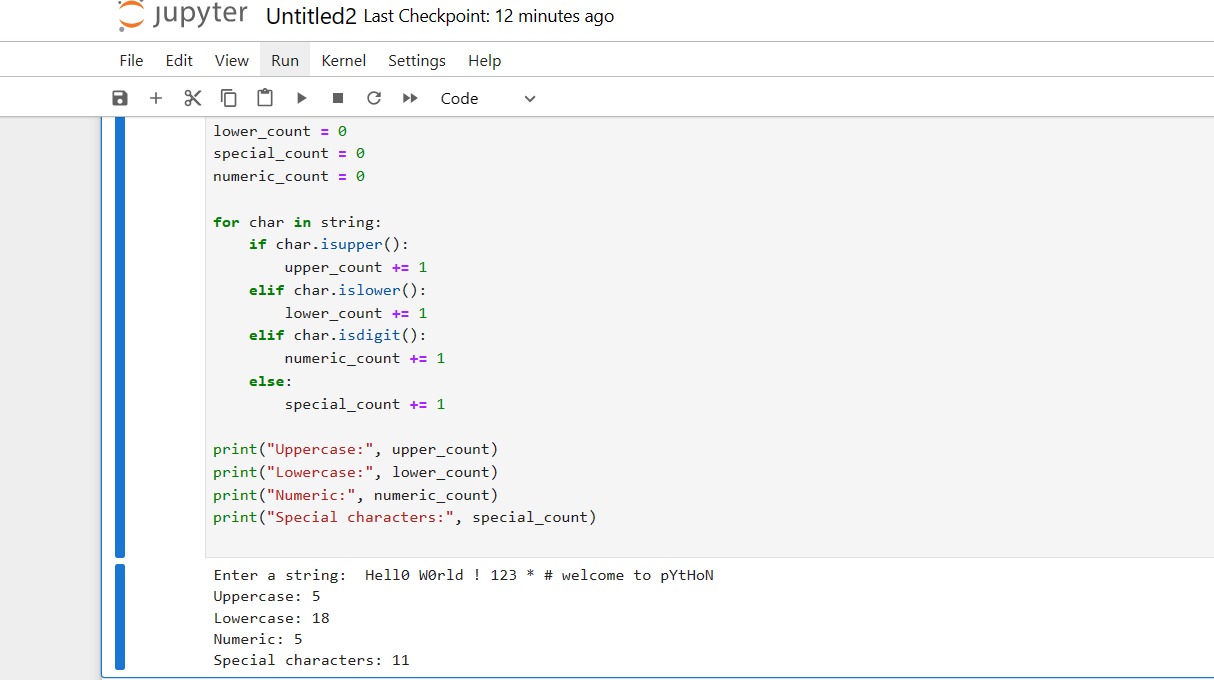 jupyter Untitled2 Last Checkpoint: 12 minutes ago
File Edit View Run Kernel Settings Help
Code
lower_count = 0
special_count = 0
numeric_count = 0
for char in string:
    if char.isupper():
        upper_count += 1
    elif char.islower():
        lower_count += 1
    elif char.isdigit():
        numeric_count += 1
    else:
        special_count += 1
print("Uppercase:", upper_count)
print("Lowercase:", lower_count)
print("Numeric:", numeric_count)
print("Special characters:", special_count)
Enter a string:  Hell0 W0rld ! 123 * # welcome to pYtHoN
Uppercase: 5
Lowercase: 18
Numeric: 5
Special characters: 11